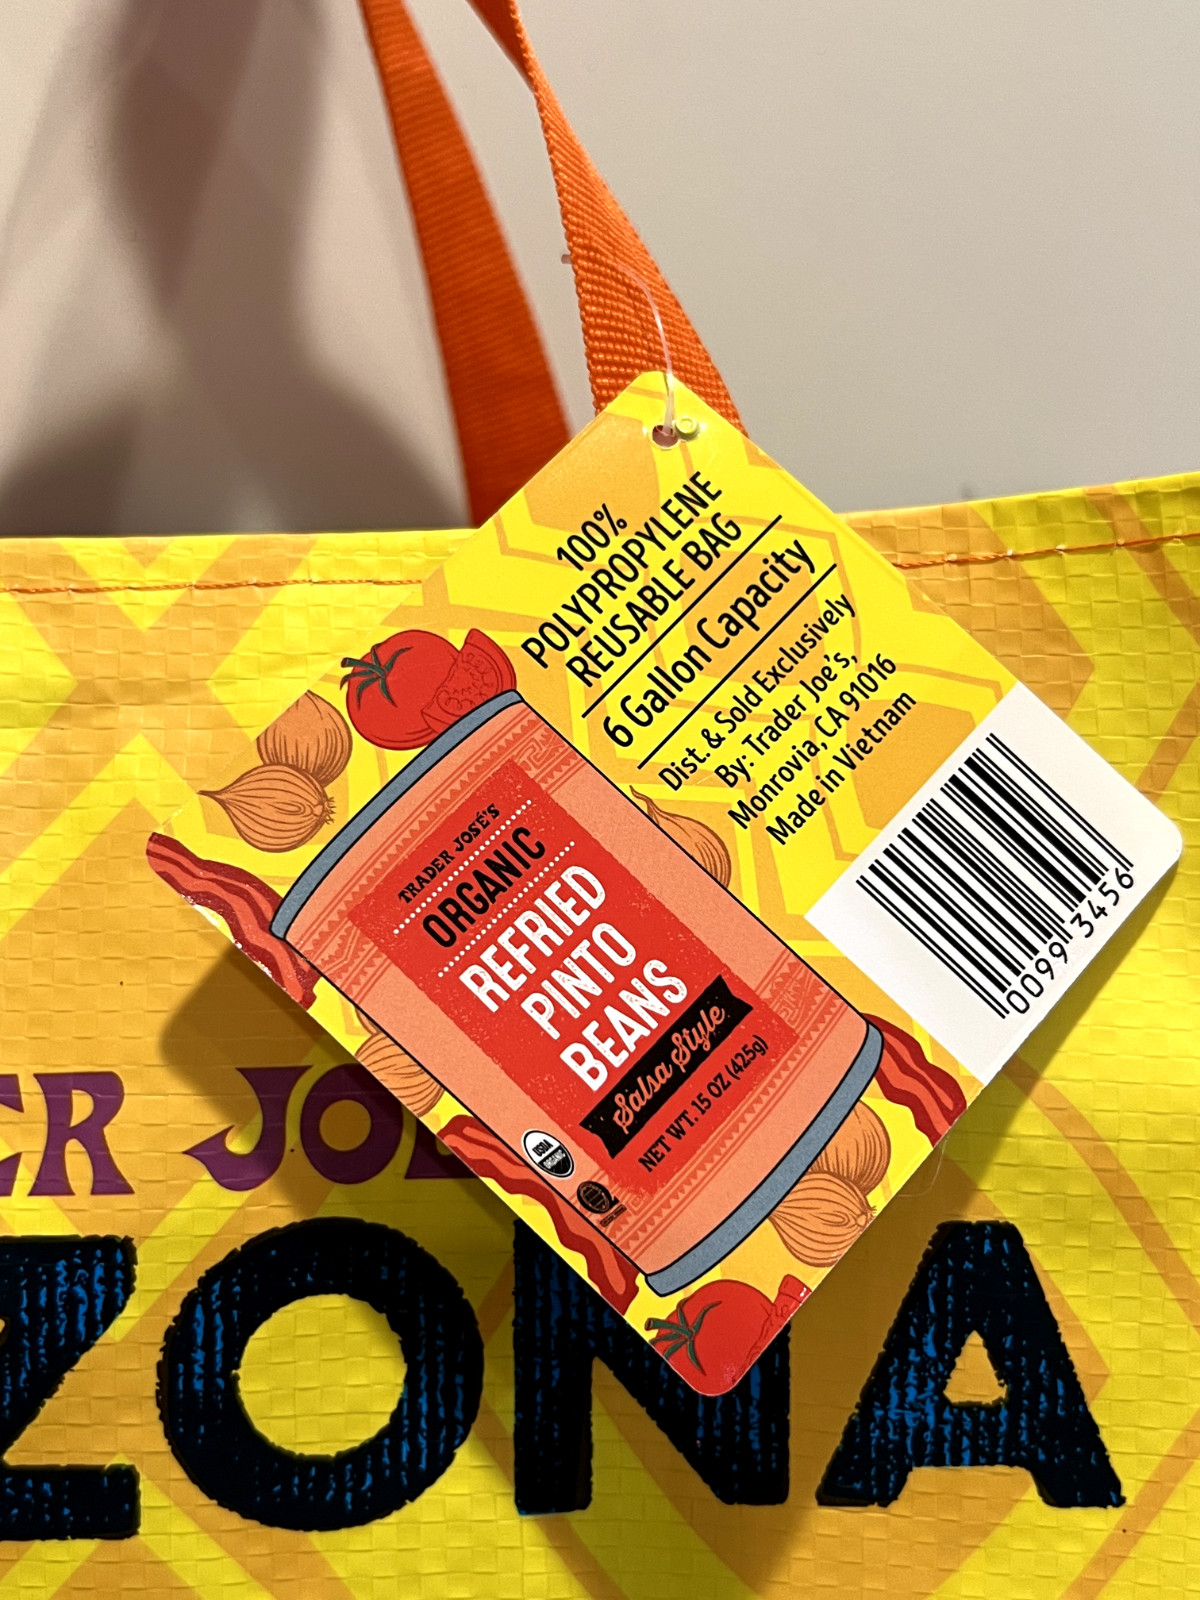 100%
POLYPROPYLENE
REUSABLE BAG
6 Gallon Capacity
Dist. & Sold Exclusively
By: Trader Joe's,
Monrovia, CA 91016
Made in Vietnam
0099 3456
TRADER JOSÉ'S
ORGANIC
REFRIED
PINTO
BEANS
Salsa Style
NET WT. 15 OZ (425g)
USDA
ORGANIC
ER JOE
ZONA